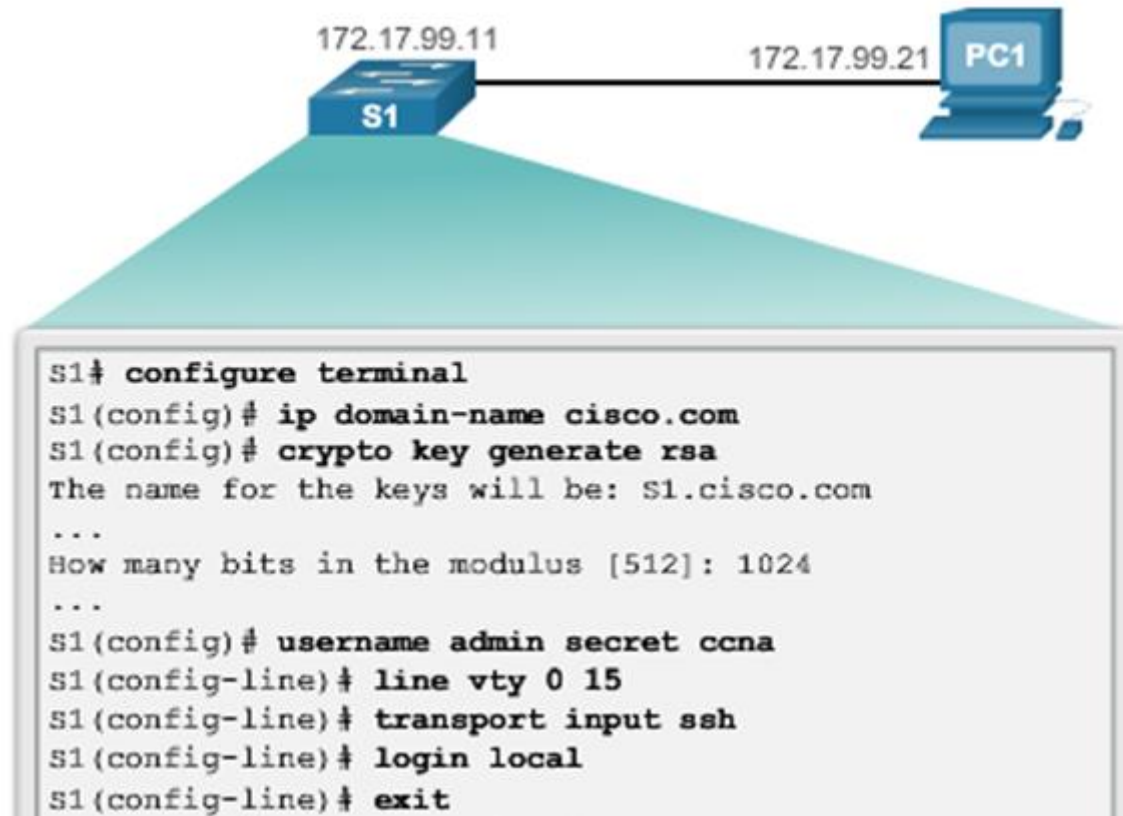 172.17.99.11
172.17.99.21
PC1
S1
S1# configure terminal
S1(config)# ip domain-name cisco.com
S1(config)# crypto key generate rsa
The name for the keys will be: S1.cisco.com
...
How many bits in the modulus [512]: 1024
...
S1(config)# username admin secret ccna
S1(config-line)# line vty 0 15
S1(config-line)# transport input ssh
S1(config-line)# login local
S1(config-line)# exit